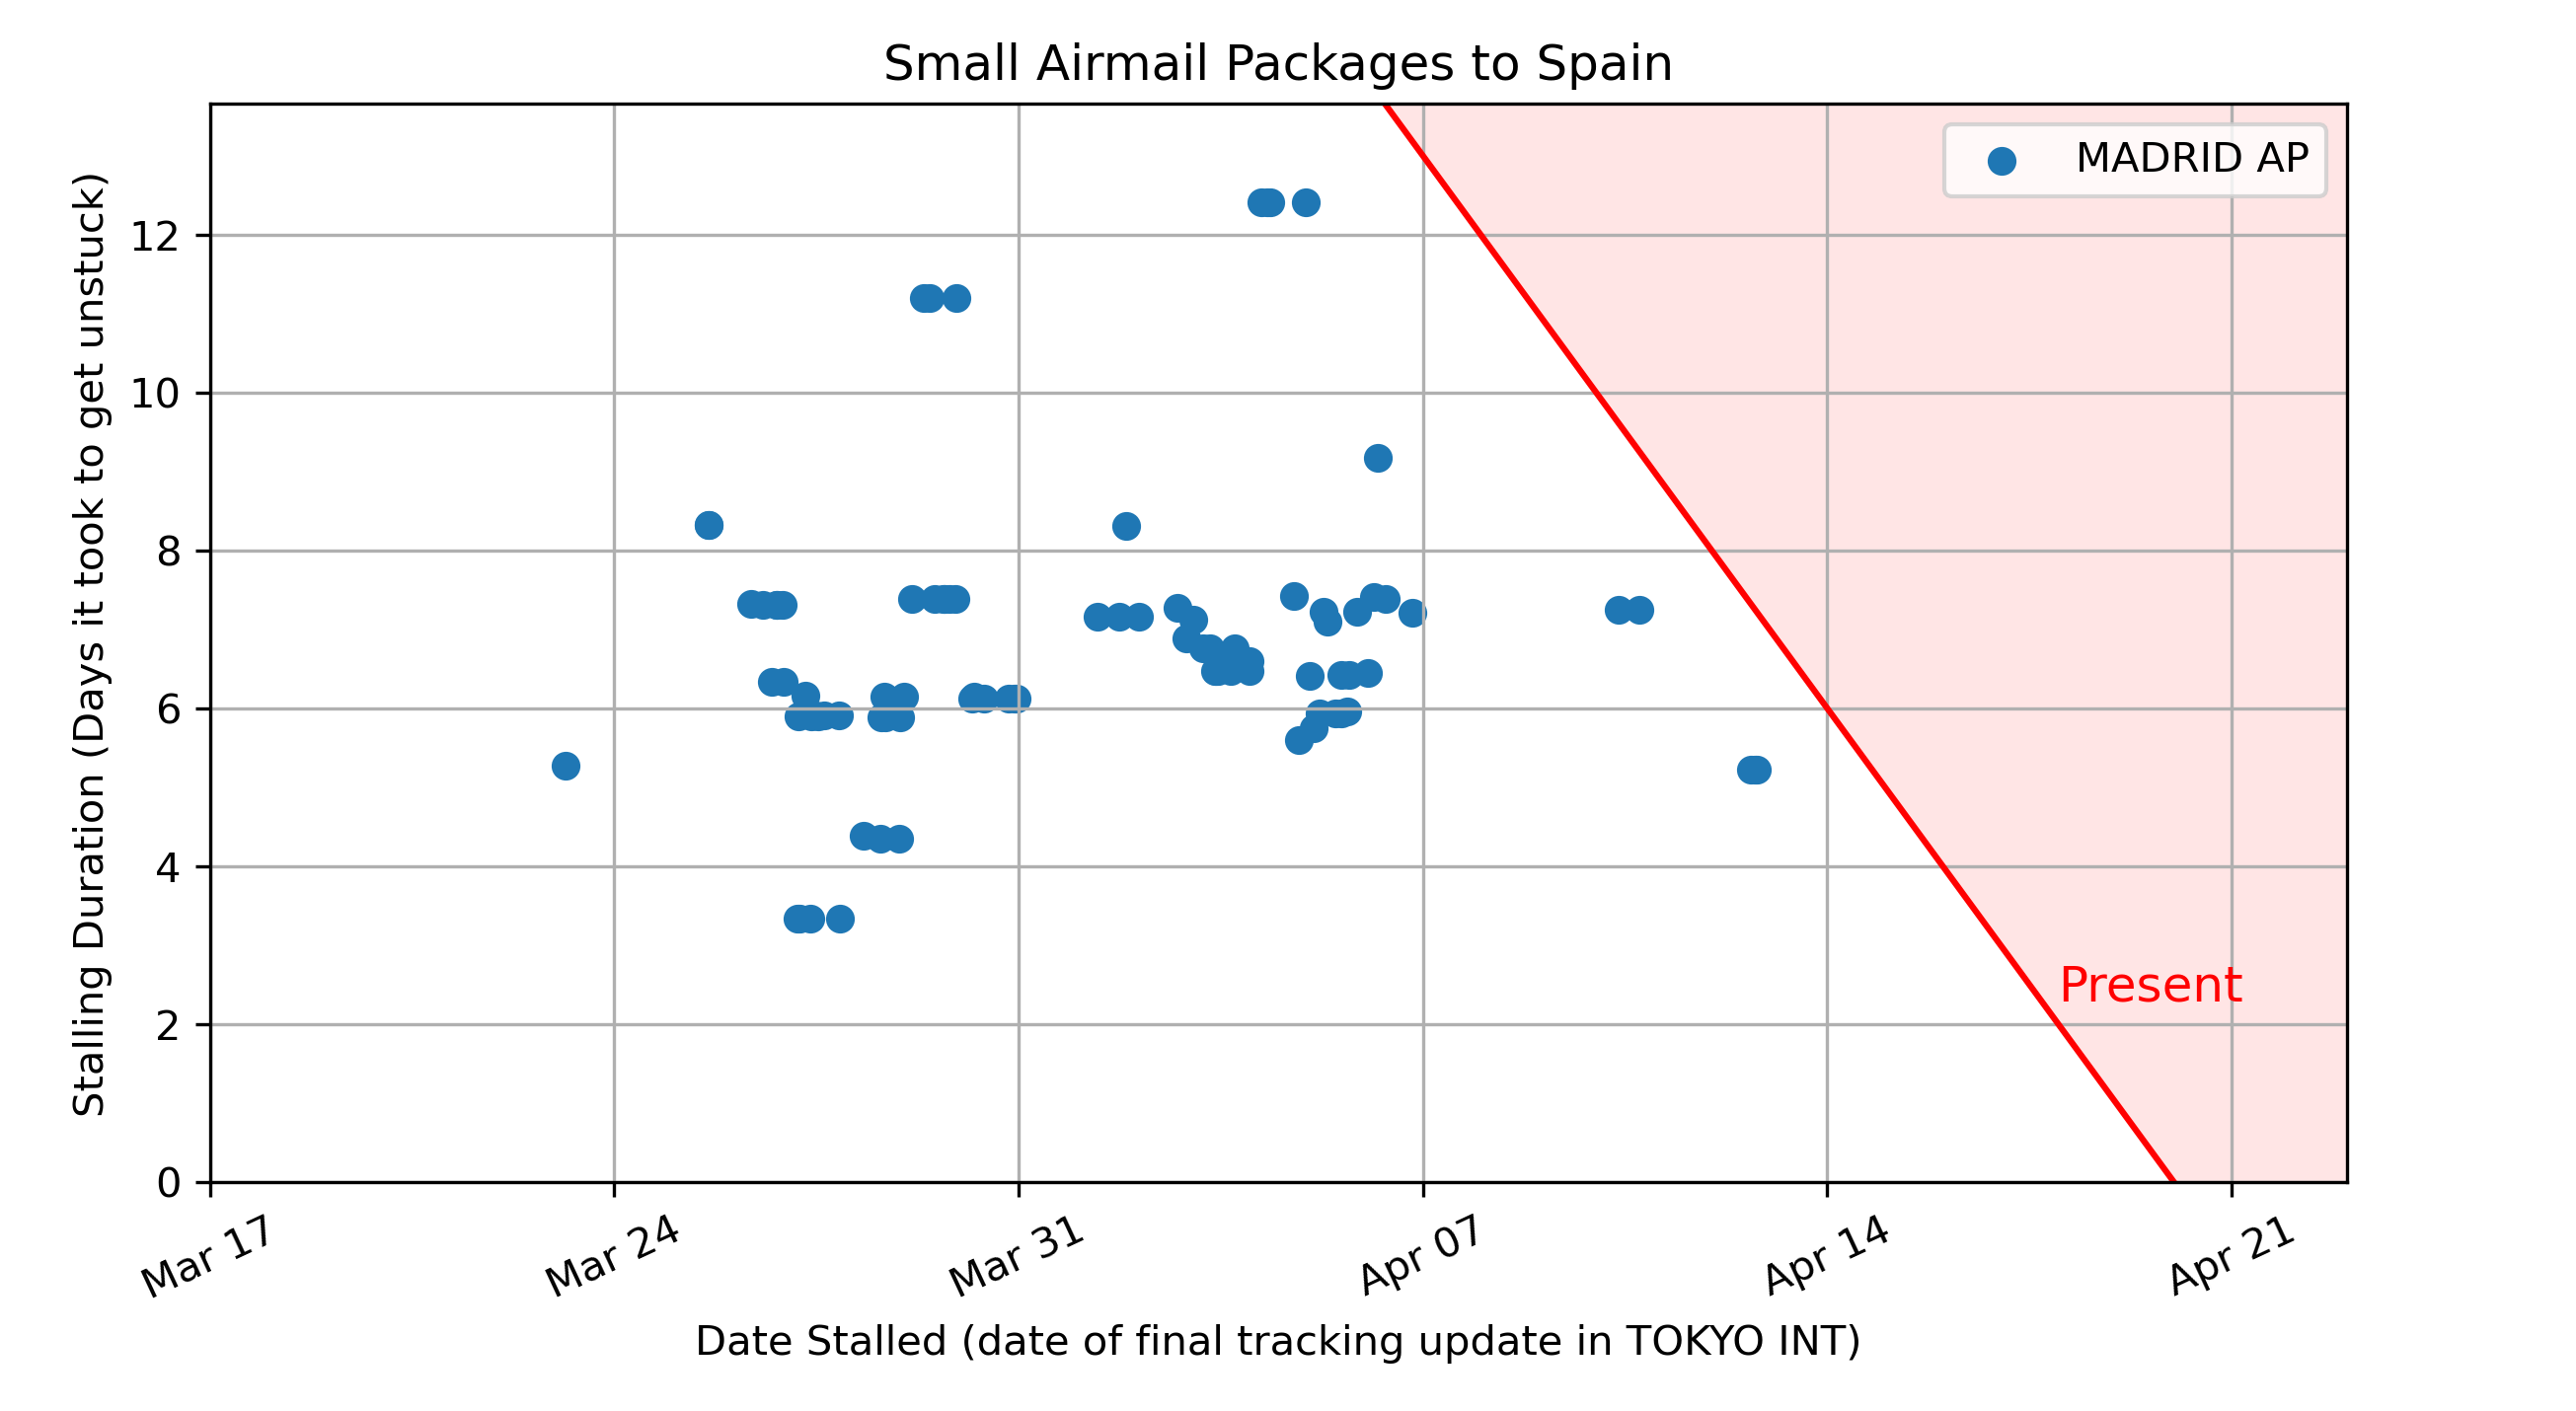 Small Airmail Packages to Spain
MADRID AP
Stalling Duration (Days it took to get unstuck)
12
10
8
6
4
2
0
Present
Mar 17
Mar 24
Mar 31
Apr 07
Apr 14
Apr 21
Date Stalled (date of final tracking update in TOKYO INT)